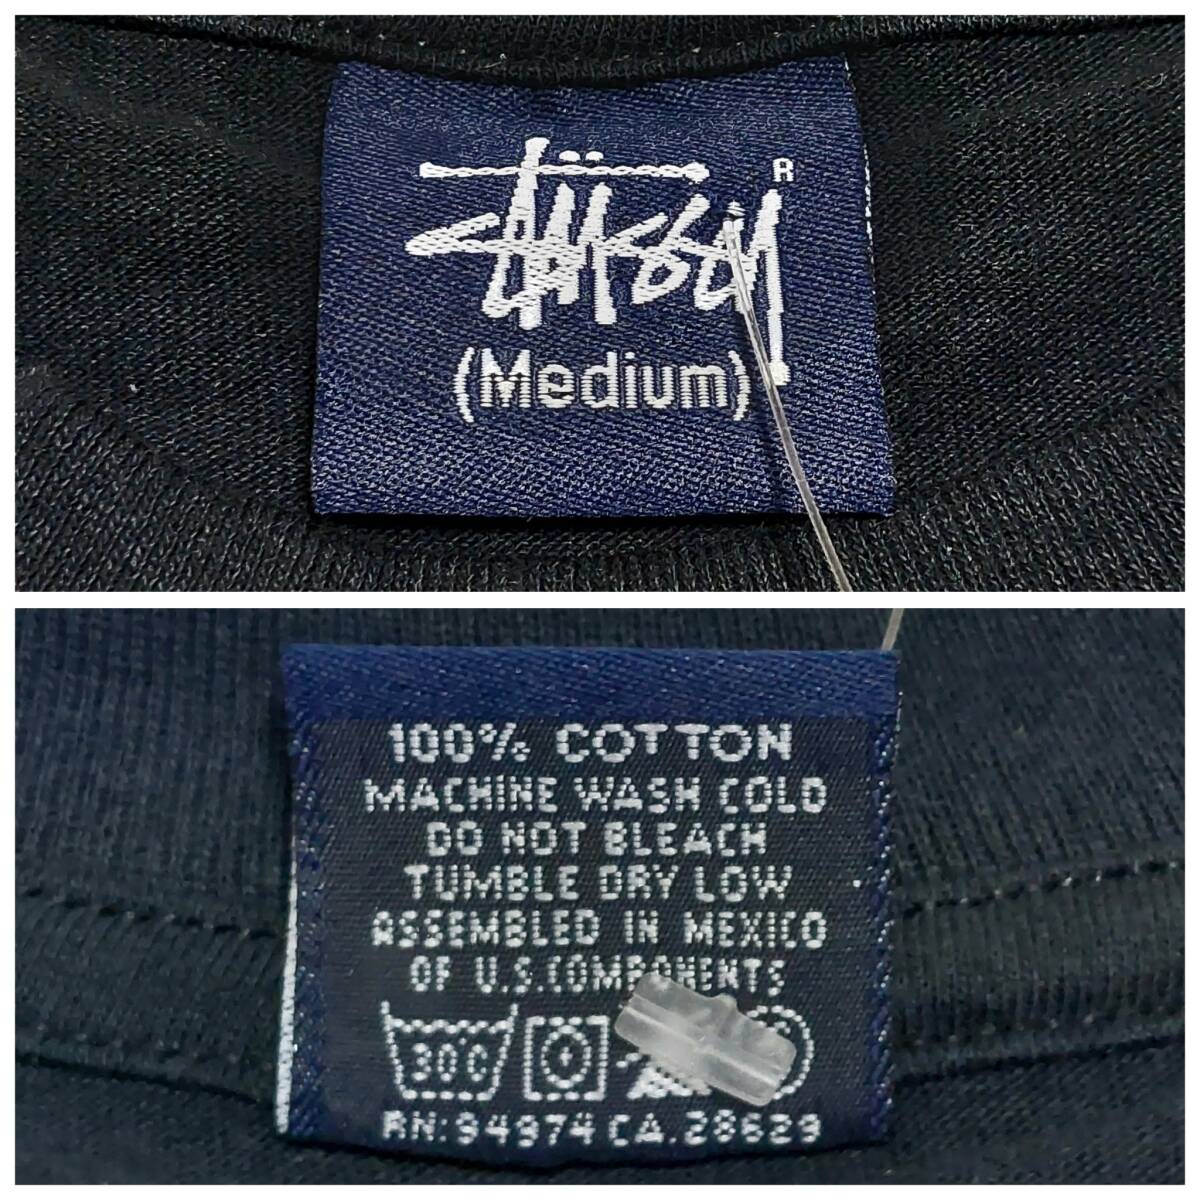 Stüssy R
(Medium)
100% COTTON
MACHINE WASH COLD
DO NOT BLEACH
TUMBLE DRY LOW
ASSEMBLED IN MEXICO
OF U.S.COMPONENTS
30°C
RN:94974 CA.28629